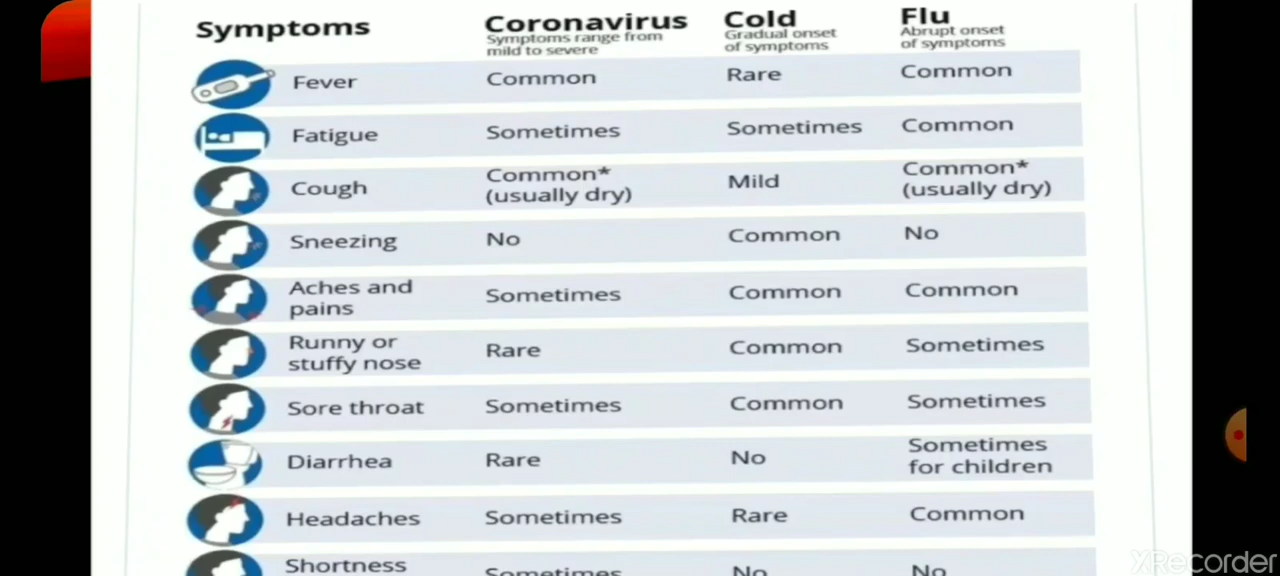 Symptoms Coronavirus Cold Flu
Symptoms range from mild to severe Gradual onset of symptoms Abrupt onset of symptoms
Fever Common Rare Common
Fatigue Sometimes Sometimes Common
Cough Common* (usually dry) Mild Common* (usually dry)
Sneezing No Common No
Aches and pains Sometimes Common Common
Runny or stuffy nose Rare Common Sometimes
Sore throat Sometimes Common Sometimes
Diarrhea Rare No Sometimes for children
Headaches Sometimes Rare Common
Shortness Sometimes No No
XRecorder